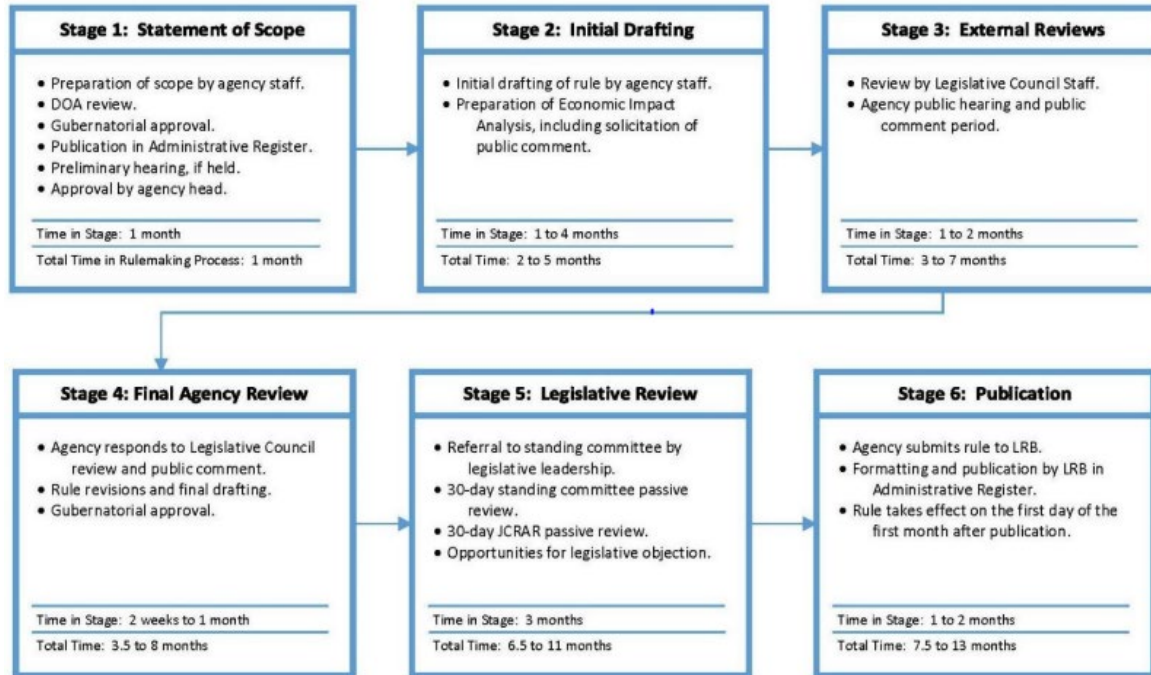 Stage 1:  Statement of Scope
• Preparation of scope by agency staff.
• DOA review.
• Gubernatorial approval.
• Publication in Administrative Register.
• Preliminary hearing, if held.
• Approval by agency head.
Time in Stage:  1 month
Total Time in Rulemaking Process:  1 month
Stage 2:  Initial Drafting
• Initial drafting of rule by agency staff.
• Preparation of Economic Impact
Analysis, including solicitation of
public comment.
Time in Stage:  1 to 4 months
Total Time:  2 to 5 months
Stage 3:  External Reviews
• Review by Legislative Council Staff.
• Agency public hearing and public
comment period.
Time in Stage:  1 to 2 months
Total Time:  3 to 7 months
Stage 4: Final Agency Review
• Agency responds to Legislative Council
review and public comment.
• Rule revisions and final drafting.
• Gubernatorial approval.
Time in Stage:  2 weeks to 1 month
Total Time:  3.5 to 8 months
Stage 5:  Legislative Review
• Referral to standing committee by
legislative leadership.
• 30-day standing committee passive
review.
• 30-day JCRAR passive review.
• Opportunities for legislative objection.
Time in Stage:  3 months
Total Time:  6.5 to 11 months
Stage 6:  Publication
• Agency submits rule to LRB.
• Formatting and publication by LRB in
Administrative Register.
• Rule takes effect on the first day of the
first month after publication.
Time in Stage:  1 to 2 months
Total Time:  7.5 to 13 months